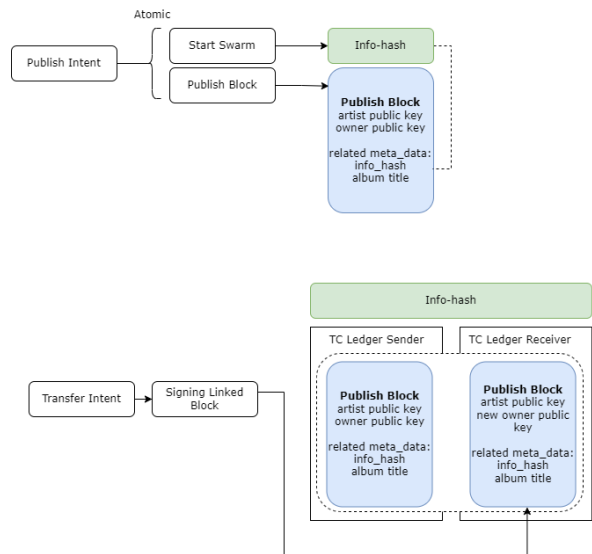 Atomic
Publish Intent
Start Swarm
Info-hash
Publish Block
Publish Block
artist public key
owner public key
related meta_data:
info_hash
album title
Info-hash
TC Ledger Sender
TC Ledger Receiver
Transfer Intent
Signing Linked
Block
Publish Block
artist public key
owner public
key
related meta_data:
info_hash
album title
Publish Block
artist public key
new owner public
key
related meta_data:
info_hash
album title